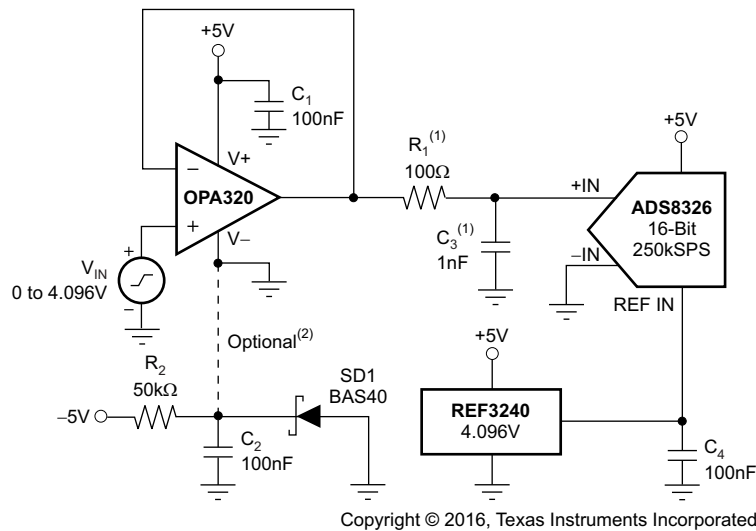 +5V
C1
100nF
V+
−
OPA320
+
V−
+
VIN
0 to 4.096V
−
R1(1)
100Ω
C3(1)
1nF
+5V
+IN
ADS8326
16-Bit
250kSPS
−IN
REF IN
Optional(2)
R2
50kΩ
−5V
C2
100nF
SD1
BAS40
+5V
REF3240
4.096V
C4
100nF
Copyright © 2016, Texas Instruments Incorporated